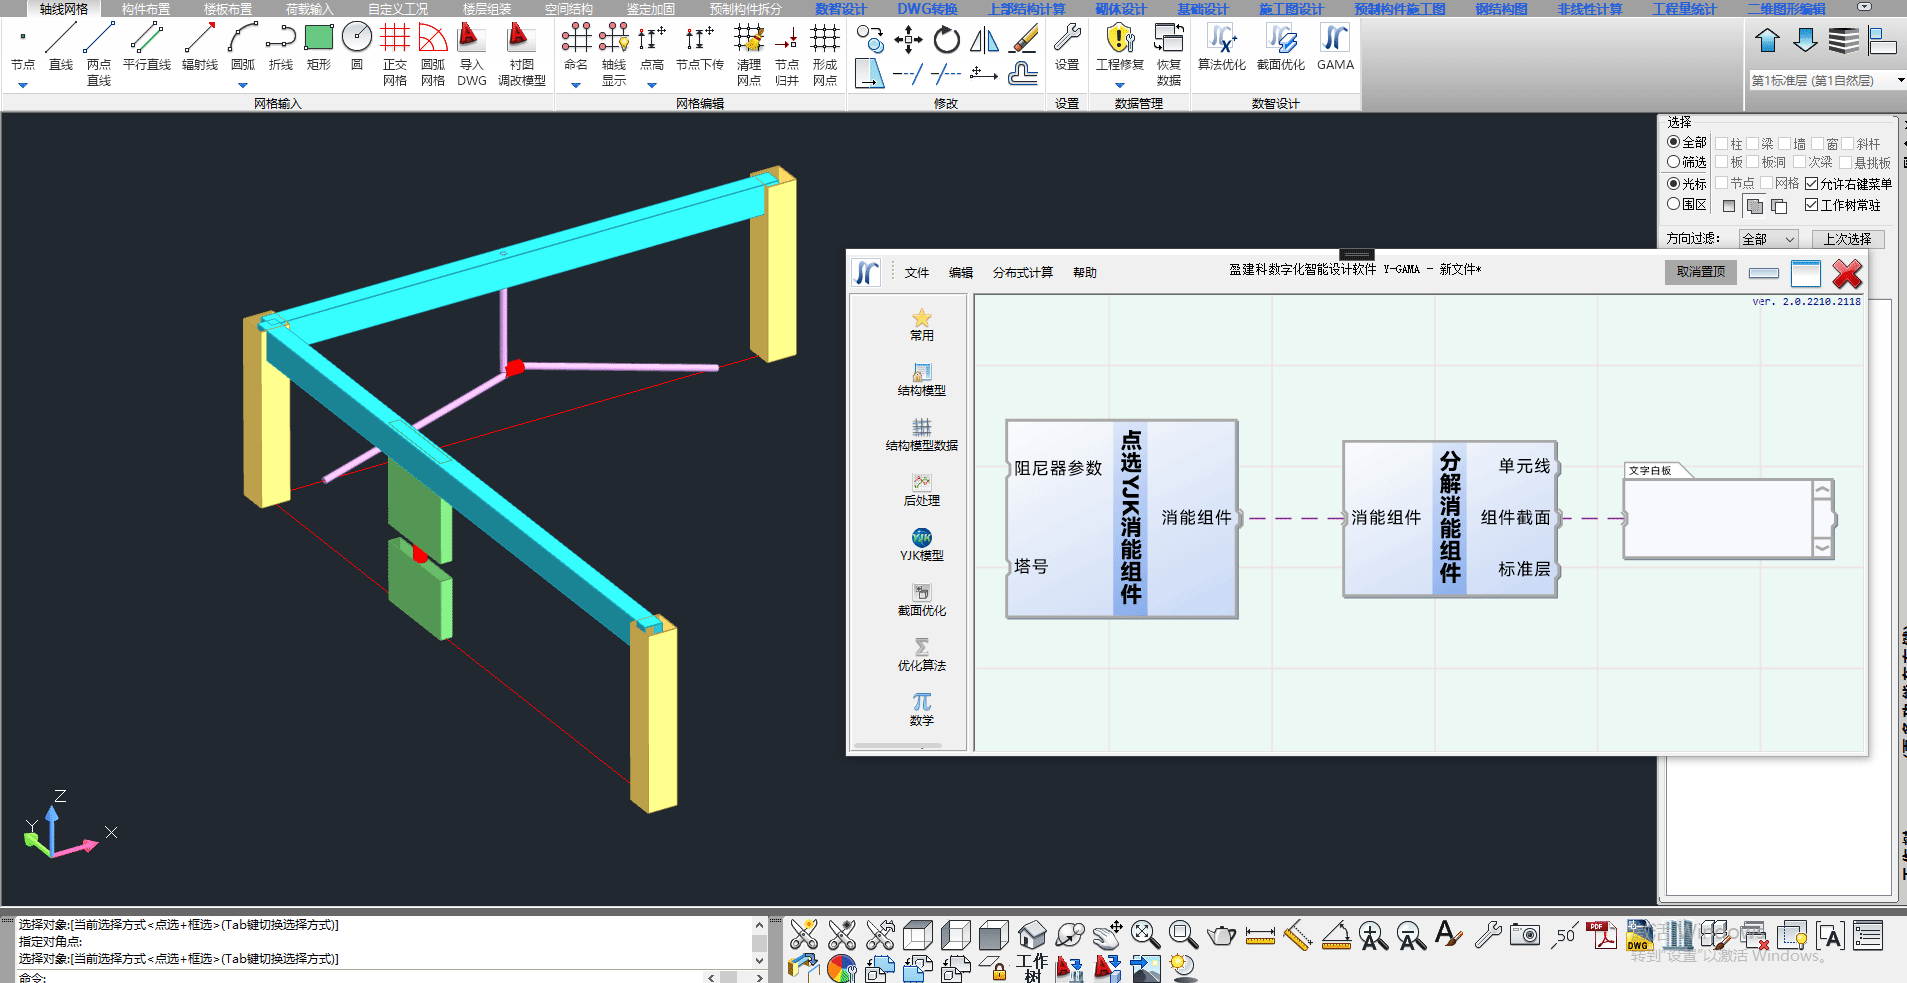 轴线网格 构件布置 楼板布置 荷载输入 自定义工况 楼层组装 空间结构 鉴定加固 预制构件拆分 数智设计 DWG转换 上部结构计算 砌体设计 基础设计 施工图设计 预制构件施工图 钢结构图 非线性计算 工程量统计 二维图形编辑
节点 直线 两点直线 平行直线 辐射线 圆弧 折线 矩形 圆 正交网格 圆弧网格 导入DWG 衬图调改模型 命名 轴线显示 点高 节点下传 清理网点 节点归并 形成网点 设置 工程修复 恢复数据 算法优化 截面优化 GAMA
第1标准层 (第1自然层)
网格输入 网格编辑 修改 设置 数据管理 数智设计
选择
全部 柱 梁 墙 窗 斜杆
筛选 板 板洞 次梁 悬挑板
光标 节点 网格 允许右键菜单
围区 工作树常驻
方向过滤: 全部 上次选择
文件 编辑 分布式计算 帮助
盈建科数字化智能设计软件 Y-GAMA - 新文件*
取消置顶
ver. 2.0.2210.2118
常用
结构模型
结构模型数据
后处理
YJK模型
截面优化
优化算法
数学
阻尼器参数
塔号
点选YJK消能组件
消能组件
消能组件
分解消能组件
单元线
组件截面
标准层
文字白板
Z
Y
X
选择对象:[当前选择方式<点选+框选>(Tab键切换选择方式)]
指定对角点:
选择对象:[当前选择方式<点选+框选>(Tab键切换选择方式)]
命令:
.50
PDF
DWG
A
工作树
激活 Windows
转到"设置"以激活 Windows。